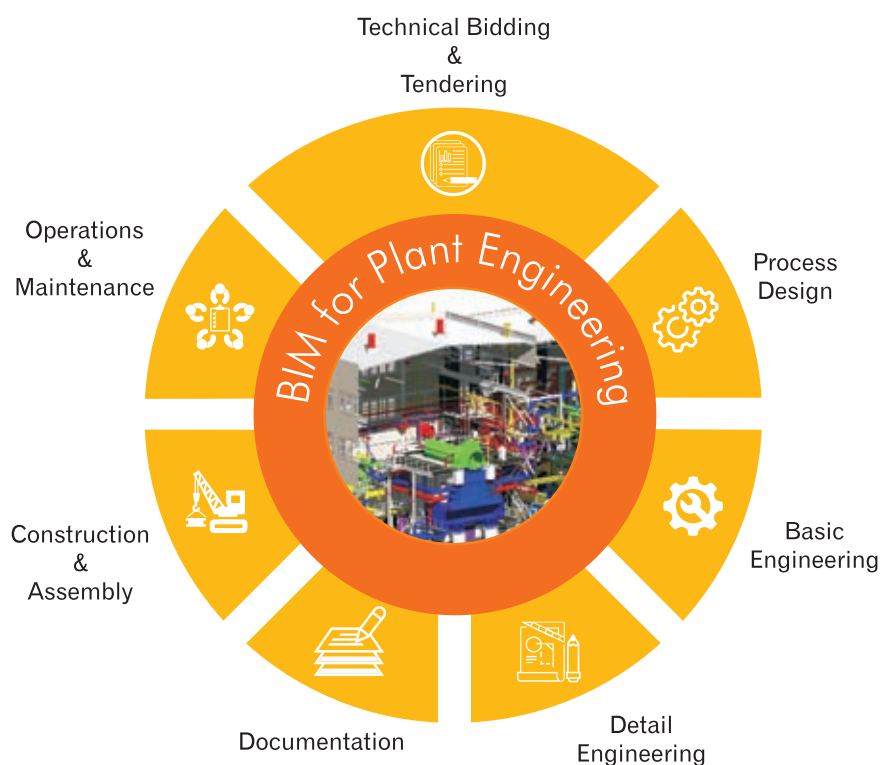 Technical Bidding
&
Tendering
Operations
&
Maintenance
BIM for Plant Engineering
Process
Design
Construction
&
Assembly
Basic
Engineering
Documentation
Detail
Engineering